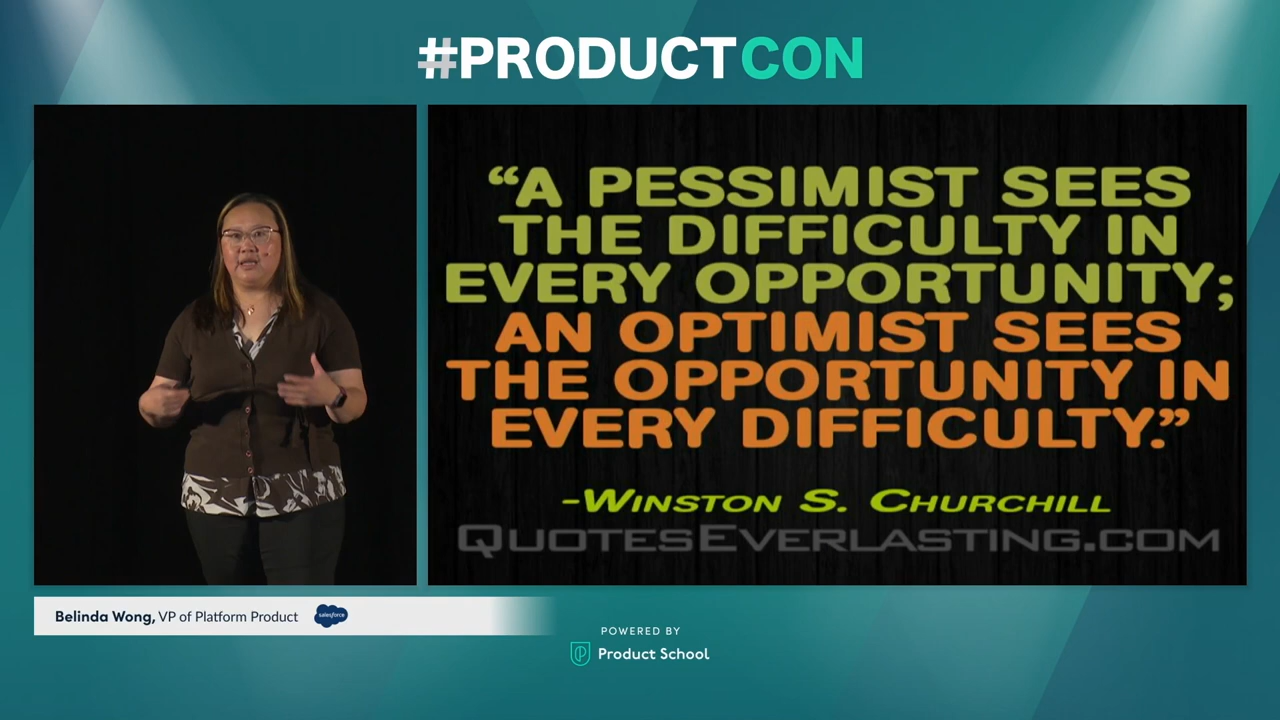 #PRODUCTCON
“A PESSIMIST SEES
THE DIFFICULTY IN
EVERY OPPORTUNITY;
AN OPTIMIST SEES
THE OPPORTUNITY IN
EVERY DIFFICULTY.”
-WINSTON S. CHURCHILL
QUOTESEVERLASTING.COM
Belinda Wong, VP of Platform Product salesforce
POWERED BY
Product School